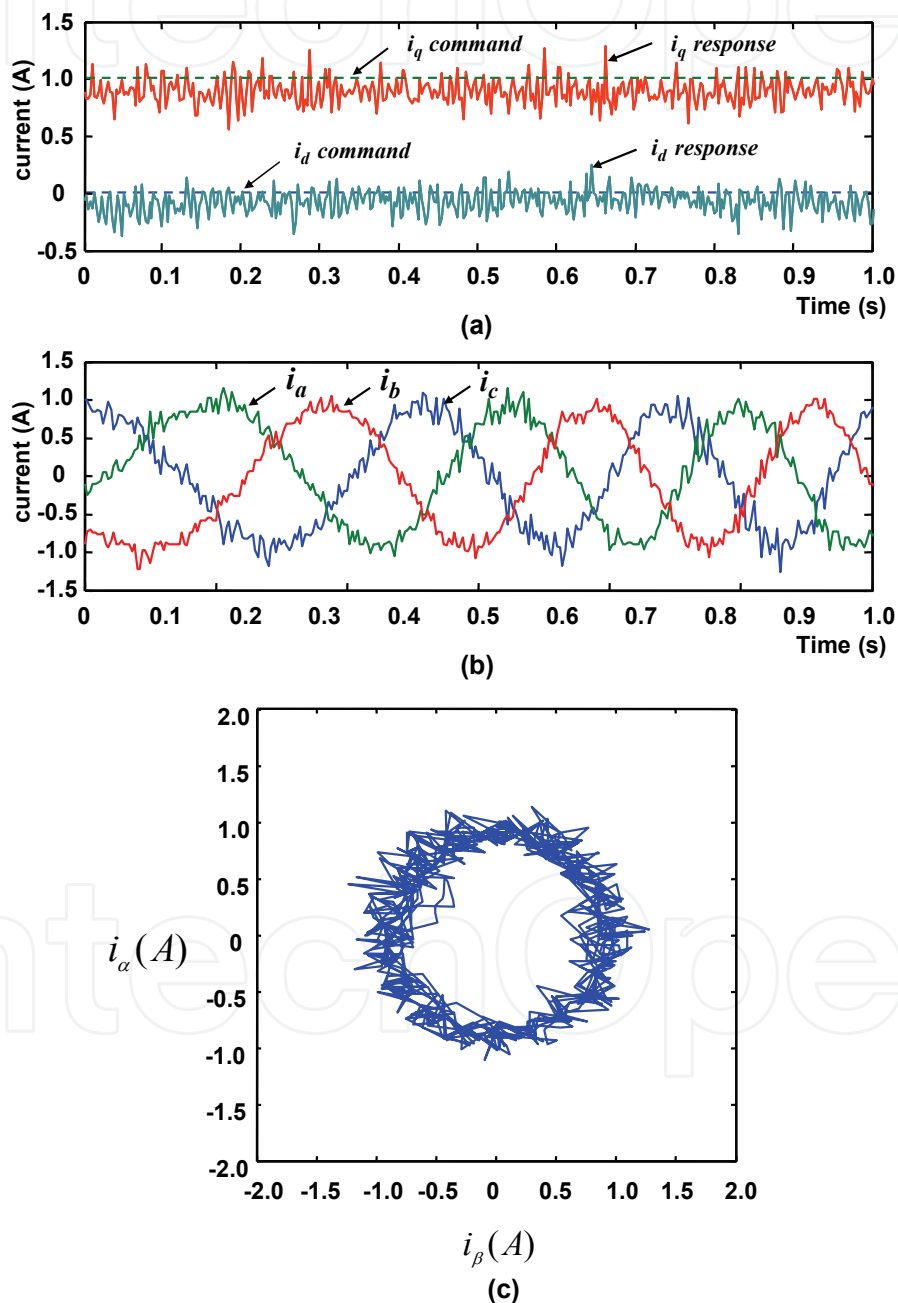 IntechOpen
1.5
i_q command
i_q response
1.0
current (A)
0.5
i_d command
i_d response
0
-0.5
0 0.1 0.2 0.3 0.4 0.5 0.6 0.7 0.8 0.9 1.0
Time (s)
(a)
1.5
i_a i_b i_c
1.0
0.5
current (A)
0
-0.5
-1.0
-1.5
0 0.1 0.2 0.3 0.4 0.5 0.6 0.7 0.8 0.9 1.0
Time (s)
(b)
2.0
1.5
1.0
0.5
i_α(A)
0
-0.5
-1.0
-1.5
-2.0
-2.0 -1.5 -1.0 -0.5 0 0.5 1.0 1.5 2.0
i_β(A)
(c)